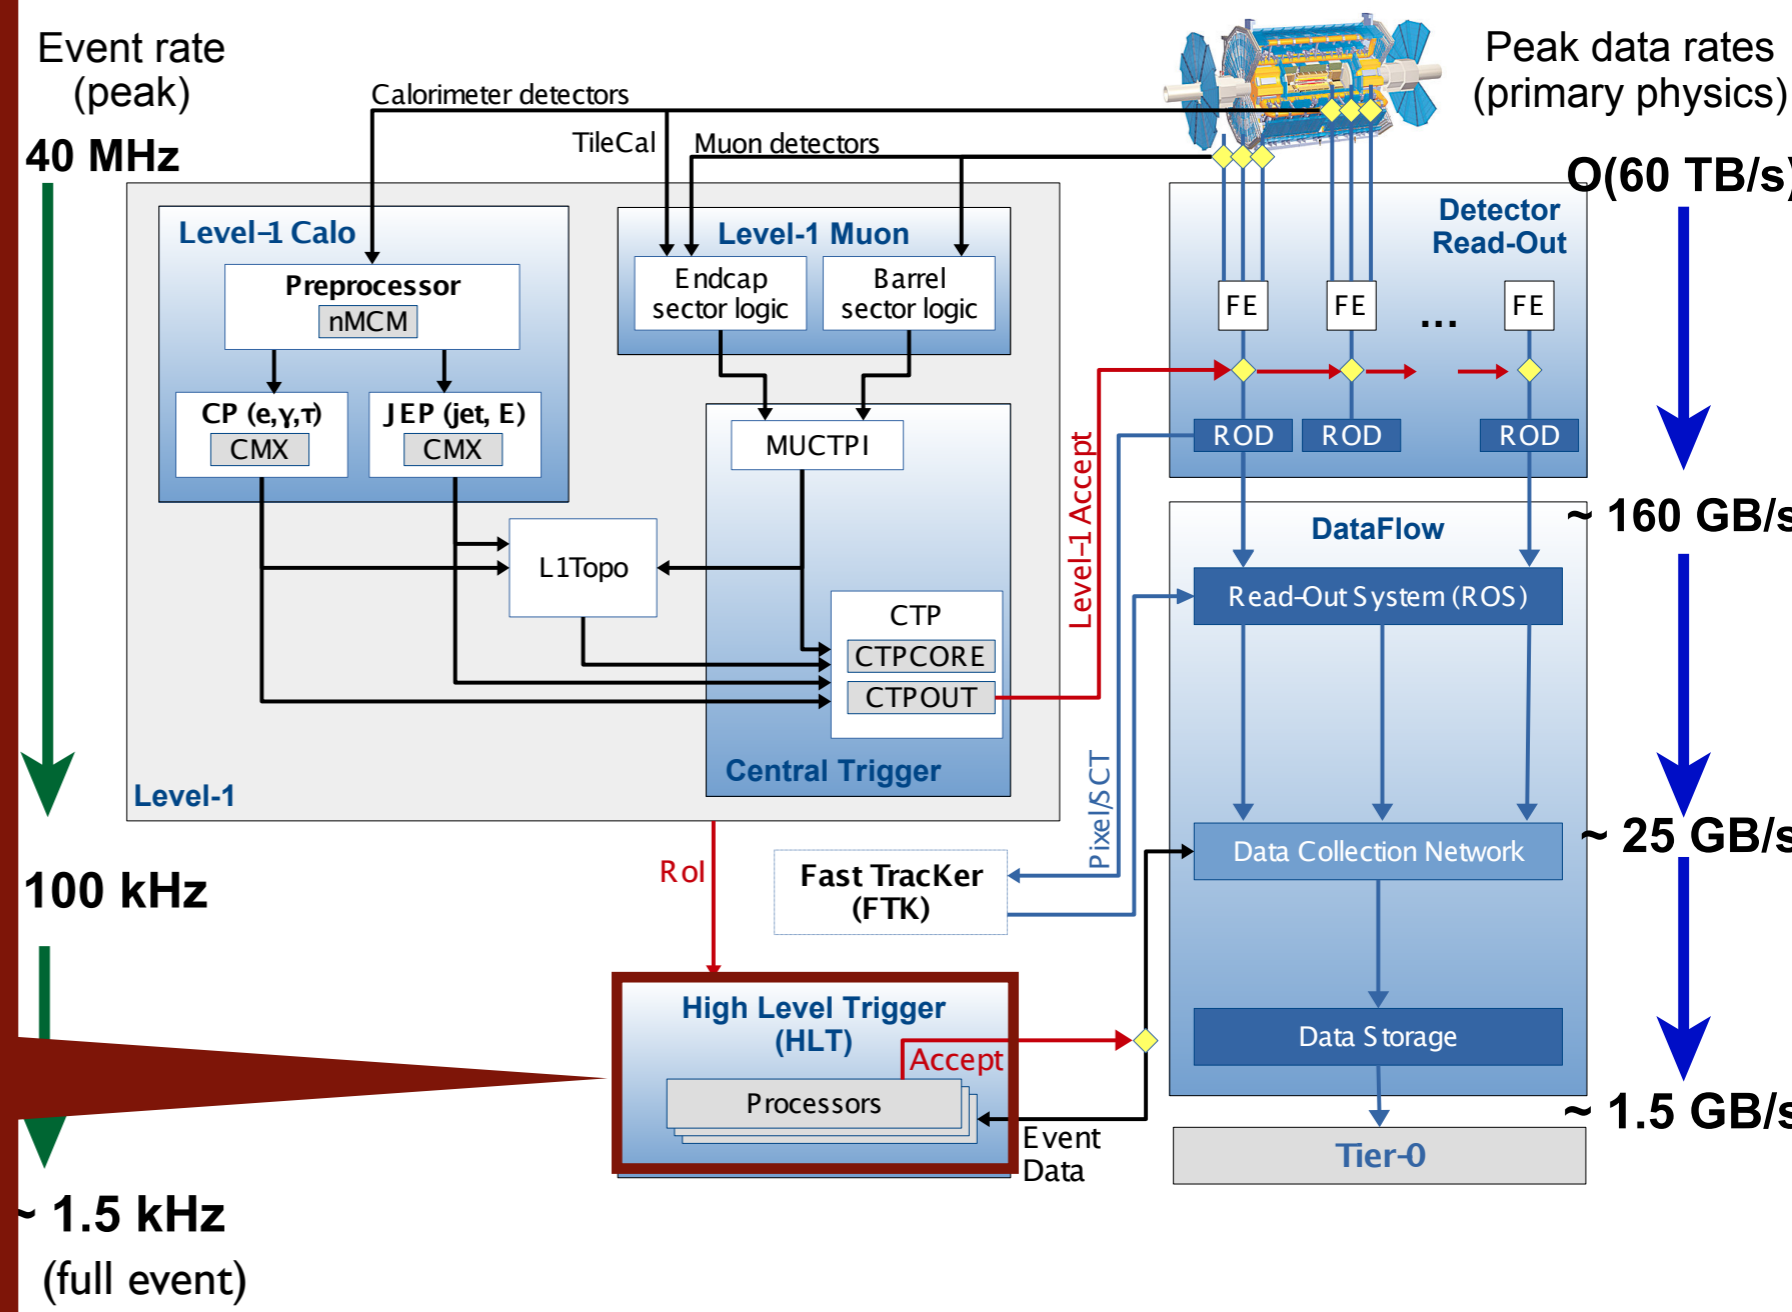 Event rate
(peak)
40 MHz
100 kHz
~ 1.5 kHz
(full event)
Calorimeter detectors
TileCal
Muon detectors
Level-1 Calo
Preprocessor
nMCM
CP (e,γ,τ)
CMX
JEP (jet, E)
CMX
Level-1 Muon
Endcap
sector logic
Barrel
sector logic
MUCTPI
L1Topo
CTP
CTPCORE
CTPOUT
Central Trigger
Level-1
Level-1 Accept
RoI
Pixel/SCT
Fast TracKer
(FTK)
High Level Trigger
(HLT)
Accept
Processors
Event
Data
Peak data rates
(primary physics)
O(60 TB/s)
~ 160 GB/s
~ 25 GB/s
~ 1.5 GB/s
Detector
Read-Out
FE
FE
...
FE
ROD
ROD
ROD
DataFlow
Read-Out System (ROS)
Data Collection Network
Data Storage
Tier-0